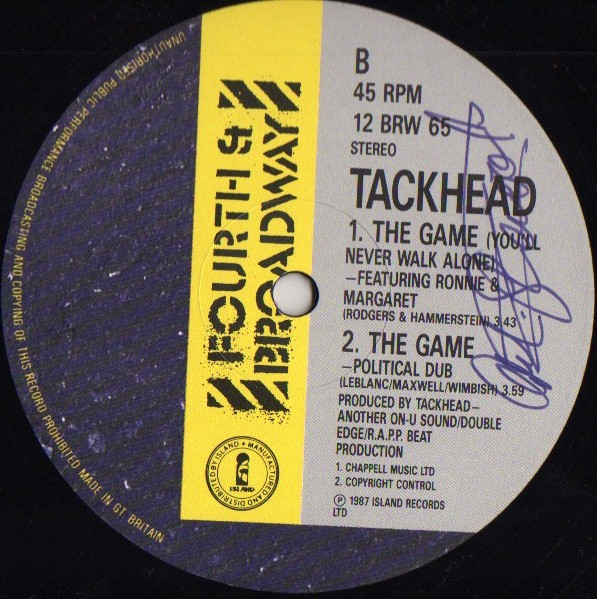 UNAUTHORISED PUBLIC PERFORMANCE BROADCASTING AND COPYING OF THIS RECORD PROHIBITED MADE IN GT BRITAIN
FOURTH &
BROADWAY
MANUFACTURED AND DISTRIBUTED BY ISLAND •
ISLAND
B
45 RPM
12 BRW 65
STEREO
TACKHEAD
1. THE GAME (YOU'LL
NEVER WALK ALONE)
–FEATURING RONNIE &
MARGARET
(RODGERS & HAMMERSTEIN) 3.43
2. THE GAME
–POLITICAL DUB
(LEBLANC/MAXWELL/WIMBISH) 3.59
PRODUCED BY TACKHEAD–
ANOTHER ON-U SOUND/DOUBLE
EDGE/R.A.P.P. BEAT
PRODUCTION
1. CHAPPELL MUSIC LTD
2. COPYRIGHT CONTROL
℗ 1987 ISLAND RECORDS
LTD